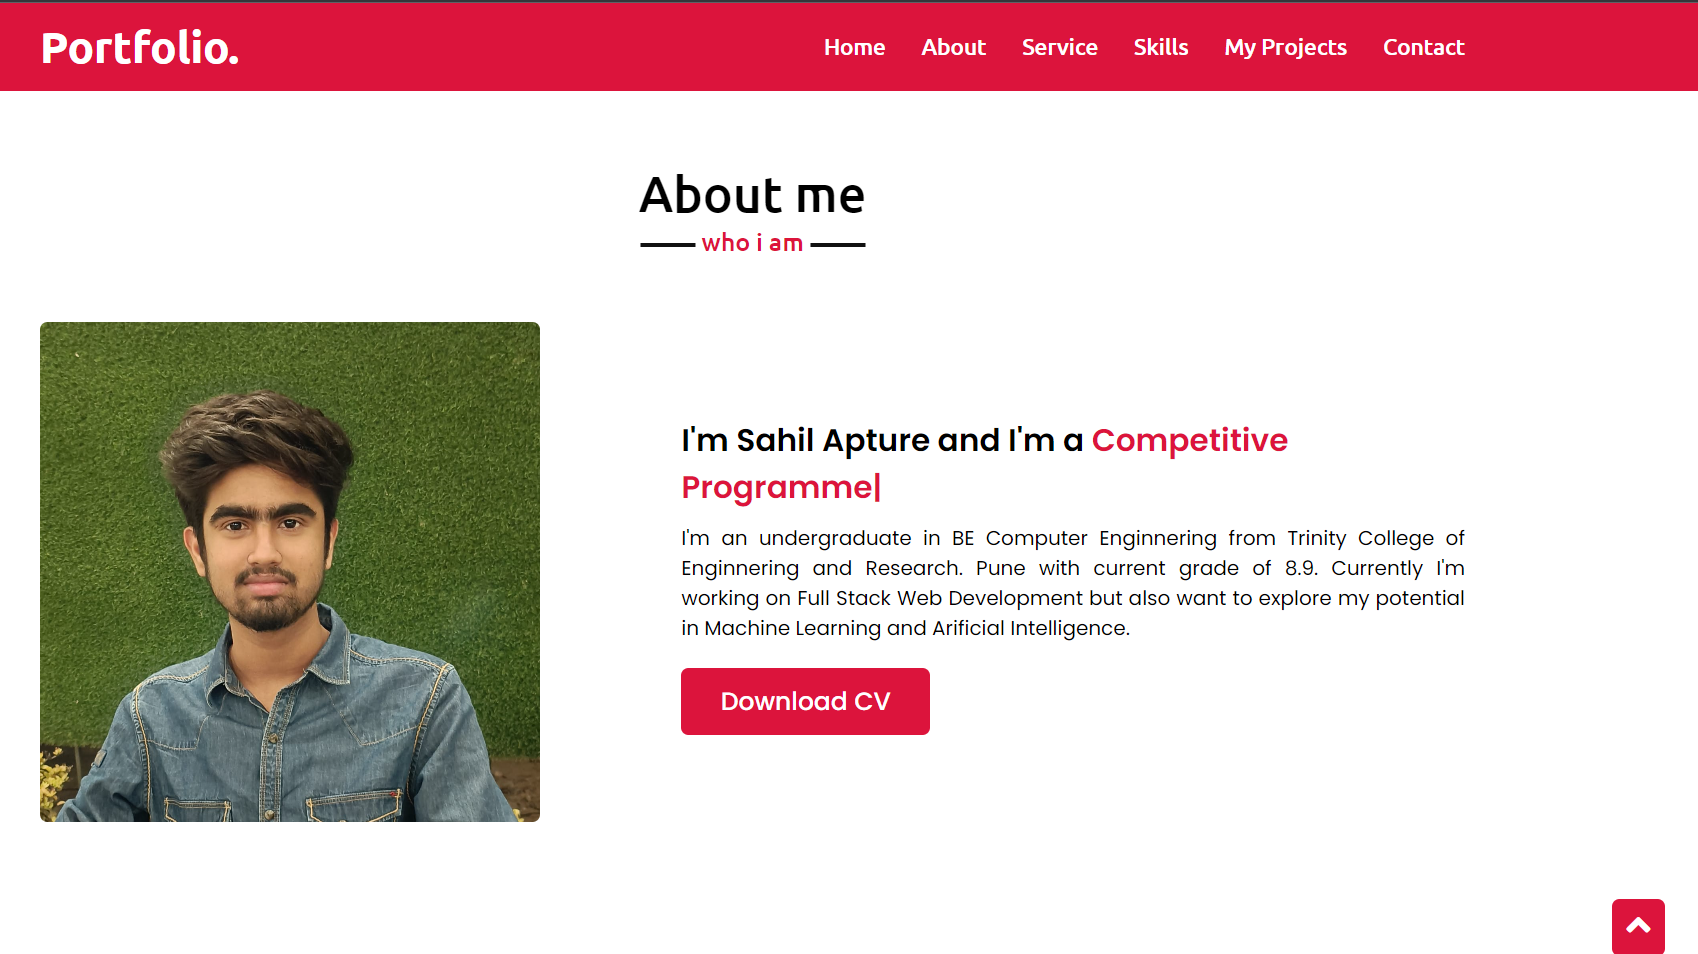 Portfolio.
Home About Service Skills My Projects Contact
About me
who i am
I'm Sahil Apture and I'm a Competitive
Programme|
I'm an undergraduate in BE Computer Enginnering from Trinity College of
Enginnering and Research. Pune with current grade of 8.9. Currently I'm
working on Full Stack Web Development but also want to explore my potential
in Machine Learning and Arificial Intelligence.
Download CV